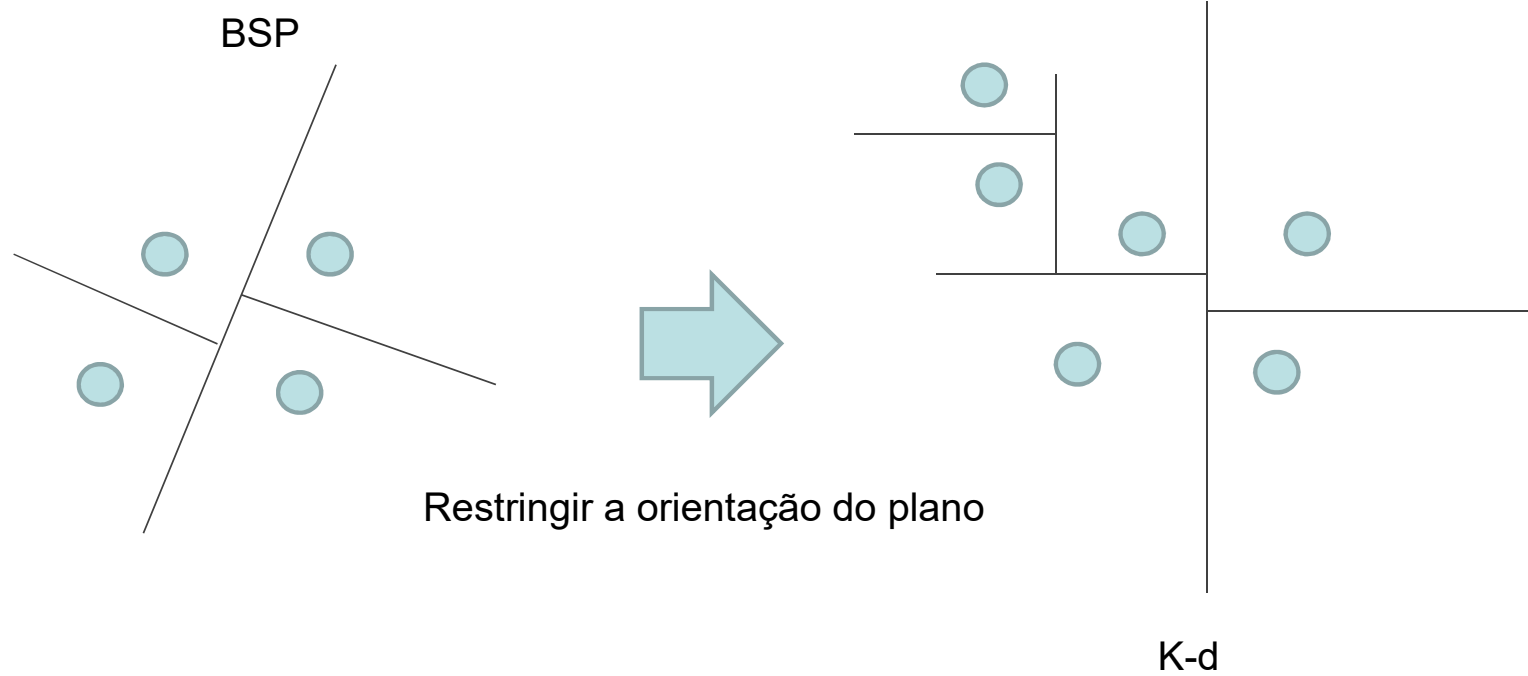 BSP
Restringir a orientação do plano
K-d